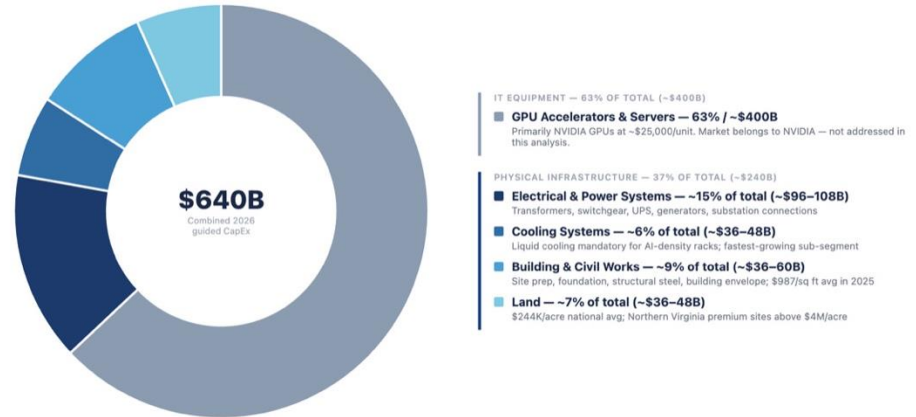 $640B
Combined 2026
guided CapEx
IT EQUIPMENT — 63% OF TOTAL (~$400B)
GPU Accelerators & Servers — 63% / ~$400B
Primarily NVIDIA GPUs at ~$25,000/unit. Market belongs to NVIDIA — not addressed in
this analysis.
PHYSICAL INFRASTRUCTURE — 37% OF TOTAL (~$240B)
Electrical & Power Systems — ~15% of total (~$96–108B)
Transformers, switchgear, UPS, generators, substation connections
Cooling Systems — ~6% of total (~$36–48B)
Liquid cooling mandatory for AI-density racks; fastest-growing sub-segment
Building & Civil Works — ~9% of total (~$36–60B)
Site prep, foundation, structural steel, building envelope; $987/sq ft avg in 2025
Land — ~7% of total (~$36–48B)
$244K/acre national avg; Northern Virginia premium sites above $4M/acre